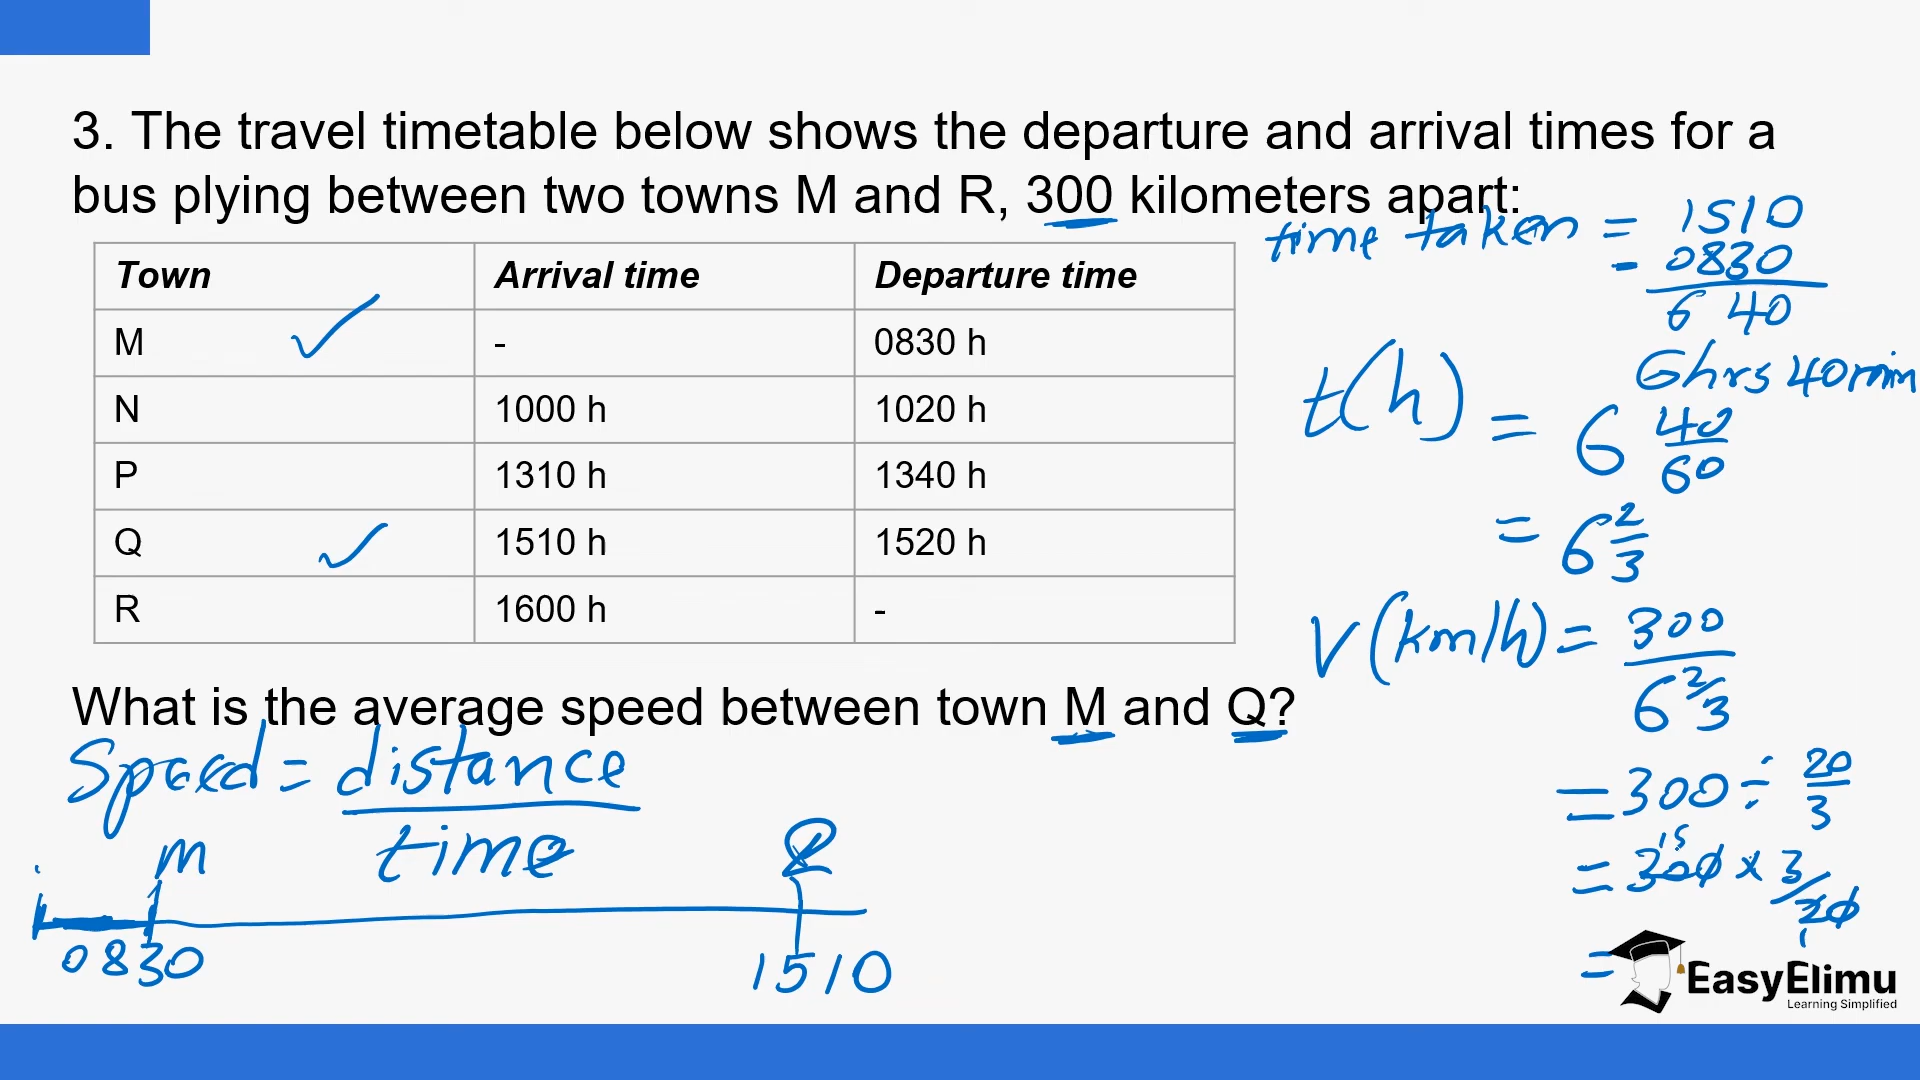 3. The travel timetable below shows the departure and arrival times for a
bus plying between two towns M and R, 300 kilometers apart:
Town Arrival time Departure time
M - 0830 h
N 1000 h 1020 h
P 1310 h 1340 h
Q 1510 h 1520 h
R 1600 h -
What is the average speed between town M and Q?
Speed = distance
time
M
0830
1510
time taken = 1510
- 0830
6 40
6hrs 40min
t(h) = 6 40/60
= 6 2/3
V(km/h) = 300
6 2/3
= 300 ÷ 20/3
15
= 300 x 3/20
1
=
EasyElimu
Learning Simplified